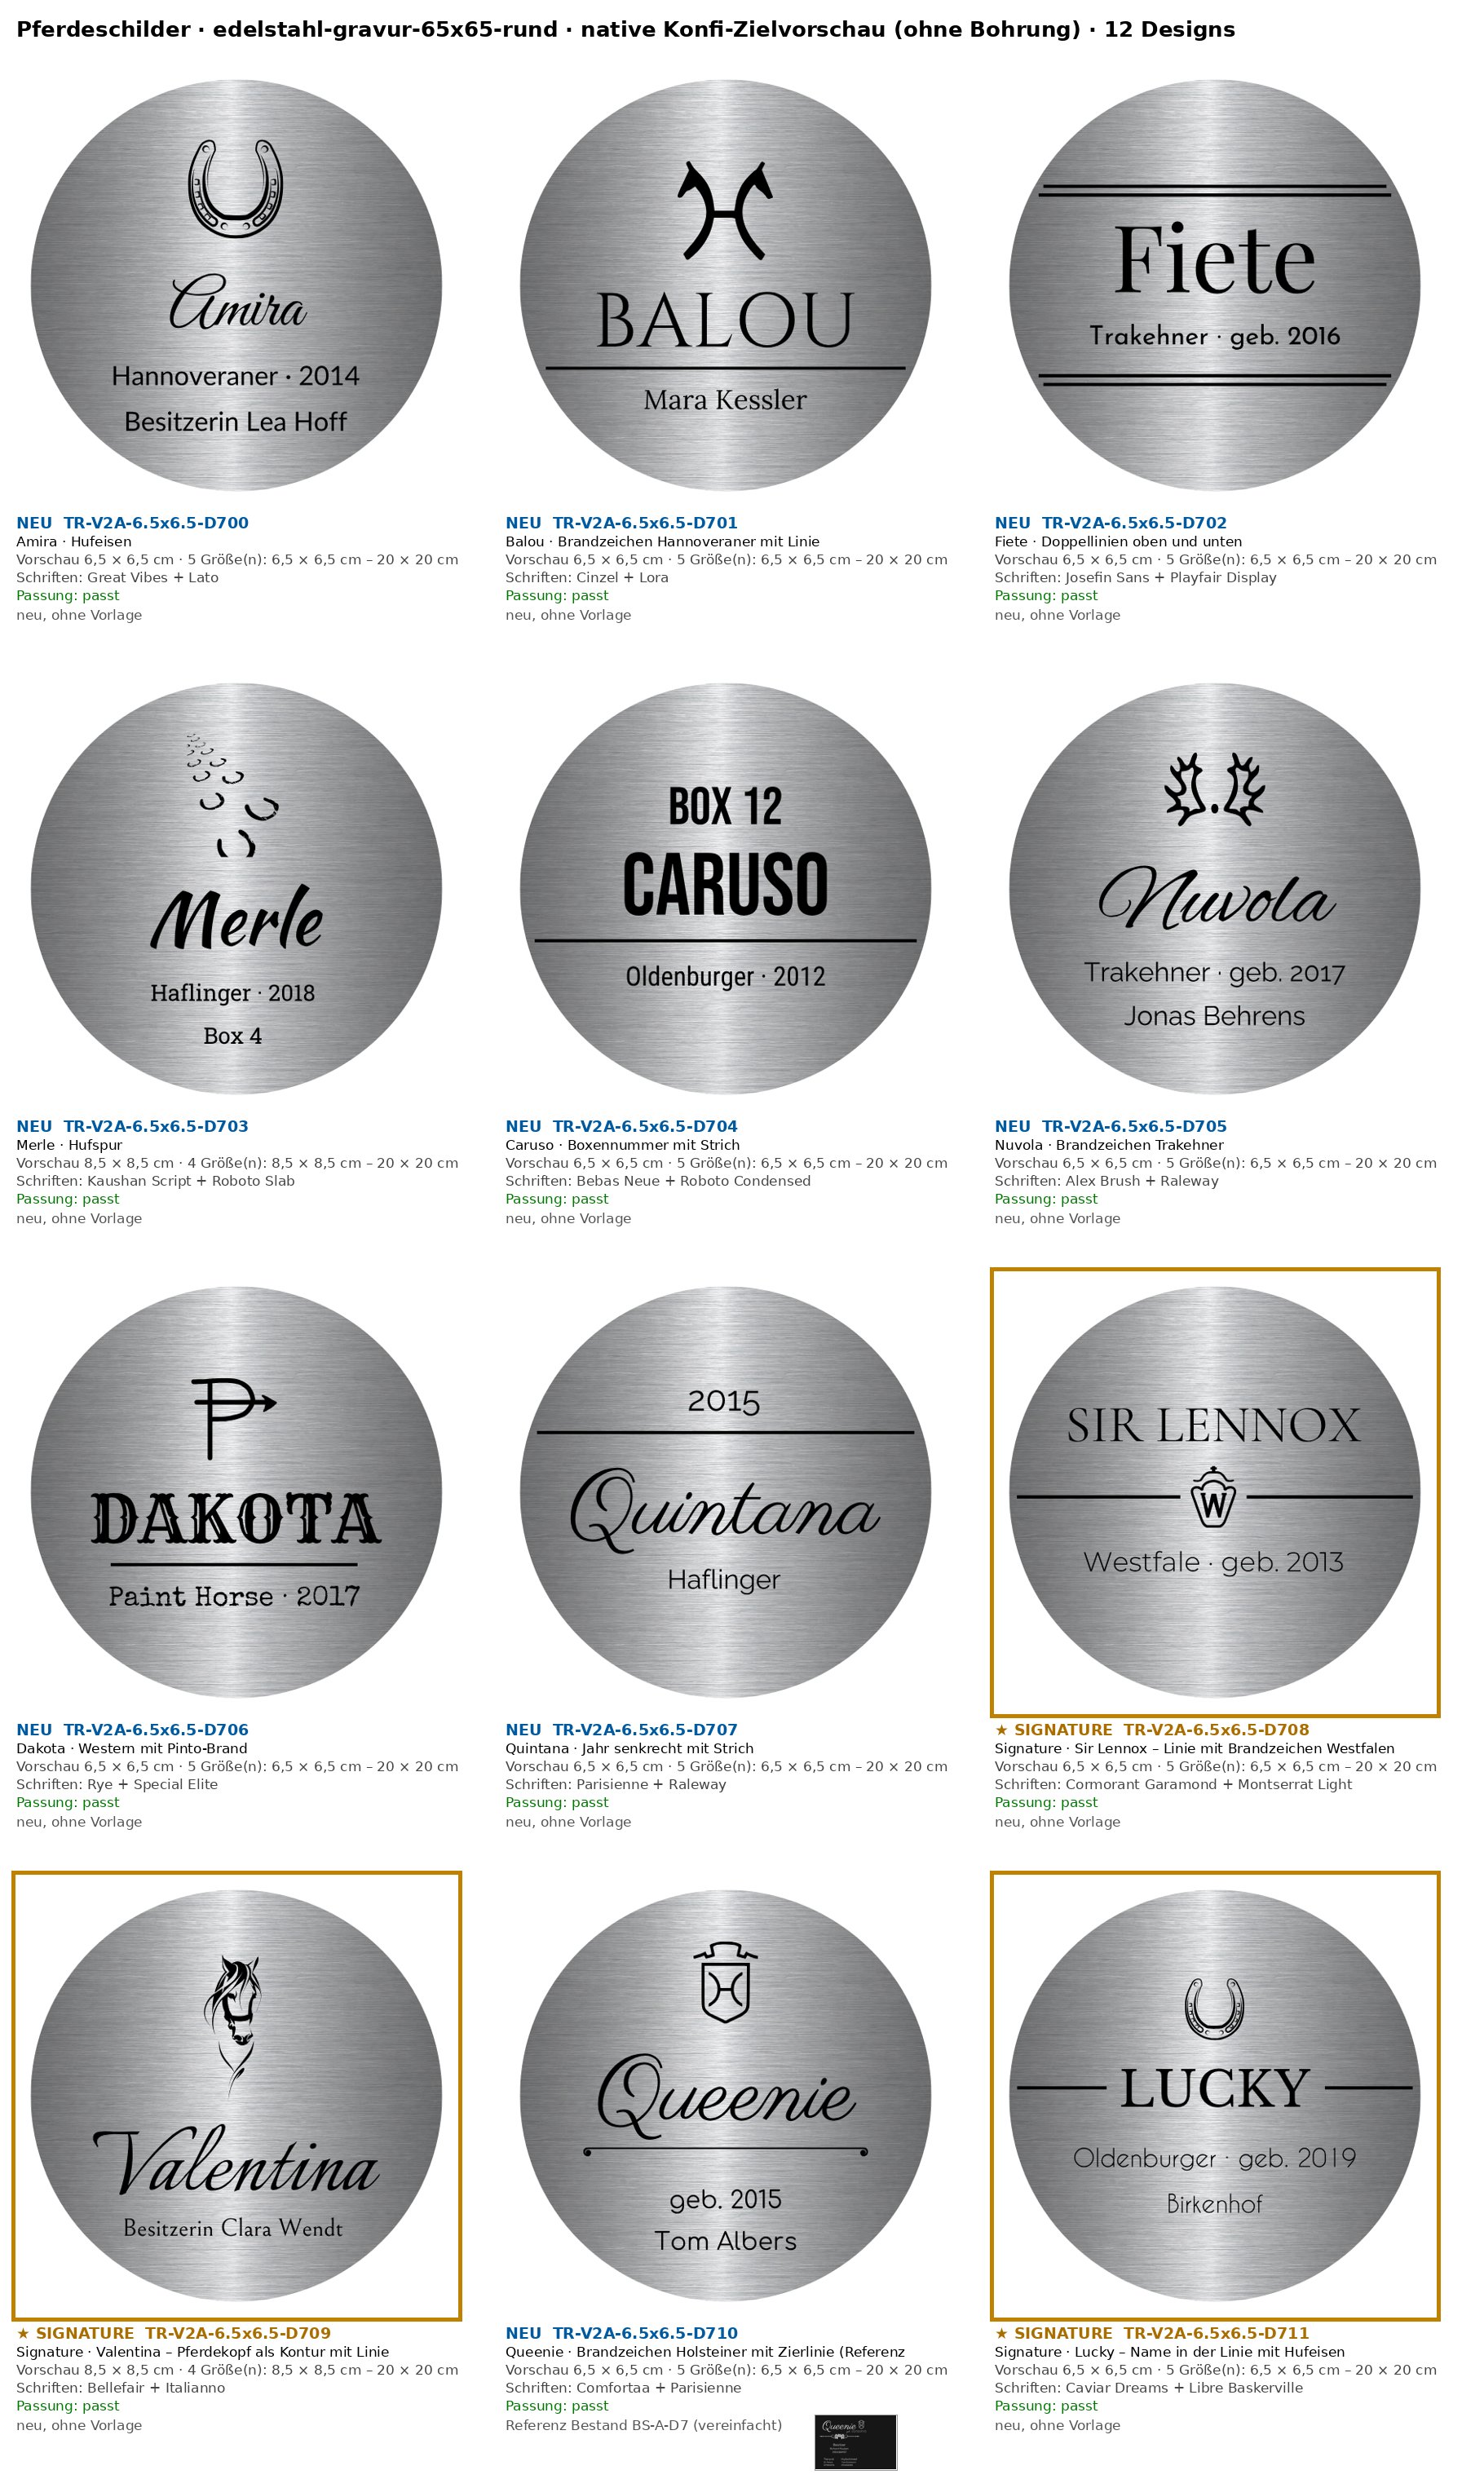 Pferdeschilder · edelstahl-gravur-65x65-rund · native Konfi-Zielvorschau (ohne Bohrung) · 12 Designs
Amira
Hannoveraner · 2014
Besitzerin Lea Hoff
NEU TR-V2A-6.5x6.5-D700
Amira · Hufeisen
Vorschau 6,5 × 6,5 cm · 5 Größe(n): 6,5 × 6,5 cm – 20 × 20 cm
Schriften: Great Vibes + Lato
Passung: passt
neu, ohne Vorlage
BALOU
Mara Kessler
NEU TR-V2A-6.5x6.5-D701
Balou · Brandzeichen Hannoveraner mit Linie
Vorschau 6,5 × 6,5 cm · 5 Größe(n): 6,5 × 6,5 cm – 20 × 20 cm
Schriften: Cinzel + Lora
Passung: passt
neu, ohne Vorlage
Fiete
Trakehner · geb. 2016
NEU TR-V2A-6.5x6.5-D702
Fiete · Doppellinien oben und unten
Vorschau 6,5 × 6,5 cm · 5 Größe(n): 6,5 × 6,5 cm – 20 × 20 cm
Schriften: Josefin Sans + Playfair Display
Passung: passt
neu, ohne Vorlage
Merle
Haflinger · 2018
Box 4
NEU TR-V2A-6.5x6.5-D703
Merle · Hufspur
Vorschau 8,5 × 8,5 cm · 4 Größe(n): 8,5 × 8,5 cm – 20 × 20 cm
Schriften: Kaushan Script + Roboto Slab
Passung: passt
neu, ohne Vorlage
BOX 12
CARUSO
Oldenburger · 2012
NEU TR-V2A-6.5x6.5-D704
Caruso · Boxennummer mit Strich
Vorschau 6,5 × 6,5 cm · 5 Größe(n): 6,5 × 6,5 cm – 20 × 20 cm
Schriften: Bebas Neue + Roboto Condensed
Passung: passt
neu, ohne Vorlage
Nuvola
Trakehner · geb. 2017
Jonas Behrens
NEU TR-V2A-6.5x6.5-D705
Nuvola · Brandzeichen Trakehner
Vorschau 6,5 × 6,5 cm · 5 Größe(n): 6,5 × 6,5 cm – 20 × 20 cm
Schriften: Alex Brush + Raleway
Passung: passt
neu, ohne Vorlage
DAKOTA
Paint Horse · 2017
NEU TR-V2A-6.5x6.5-D706
Dakota · Western mit Pinto-Brand
Vorschau 6,5 × 6,5 cm · 5 Größe(n): 6,5 × 6,5 cm – 20 × 20 cm
Schriften: Rye + Special Elite
Passung: passt
neu, ohne Vorlage
2015
Quintana
Haflinger
NEU TR-V2A-6.5x6.5-D707
Quintana · Jahr senkrecht mit Strich
Vorschau 6,5 × 6,5 cm · 5 Größe(n): 6,5 × 6,5 cm – 20 × 20 cm
Schriften: Parisienne + Raleway
Passung: passt
neu, ohne Vorlage
SIR LENNOX
W
Westfale · geb. 2013
★ SIGNATURE TR-V2A-6.5x6.5-D708
Signature · Sir Lennox – Linie mit Brandzeichen Westfalen
Vorschau 6,5 × 6,5 cm · 5 Größe(n): 6,5 × 6,5 cm – 20 × 20 cm
Schriften: Cormorant Garamond + Montserrat Light
Passung: passt
neu, ohne Vorlage
Valentina
Besitzerin Clara Wendt
★ SIGNATURE TR-V2A-6.5x6.5-D709
Signature · Valentina – Pferdekopf als Kontur mit Linie
Vorschau 8,5 × 8,5 cm · 4 Größe(n): 8,5 × 8,5 cm – 20 × 20 cm
Schriften: Bellefair + Italianno
Passung: passt
neu, ohne Vorlage
Queenie
geb. 2015
Tom Albers
NEU TR-V2A-6.5x6.5-D710
Queenie · Brandzeichen Holsteiner mit Zierlinie (Referenz
Vorschau 6,5 × 6,5 cm · 5 Größe(n): 6,5 × 6,5 cm – 20 × 20 cm
Schriften: Comfortaa + Parisienne
Passung: passt
Referenz Bestand BS-A-D7 (vereinfacht)
Queenie
LUCKY
Oldenburger · geb. 2019
Birkenhof
★ SIGNATURE TR-V2A-6.5x6.5-D711
Signature · Lucky – Name in der Linie mit Hufeisen
Vorschau 6,5 × 6,5 cm · 5 Größe(n): 6,5 × 6,5 cm – 20 × 20 cm
Schriften: Caviar Dreams + Libre Baskerville
Passung: passt
neu, ohne Vorlage